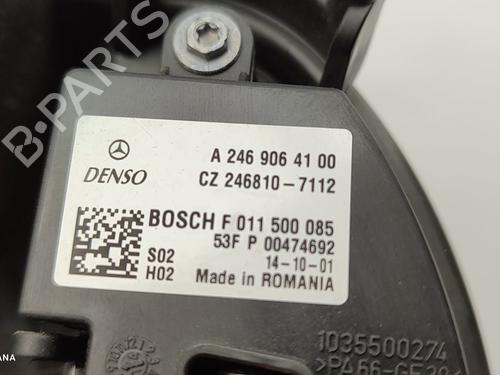 A 246 906 41 00
DENSO
CZ 246810-7112
BOSCH F 011 500 085
53F P 00474692
S02
14-10-01
H02
Made in ROMANIA
1035500274
B-PARTS